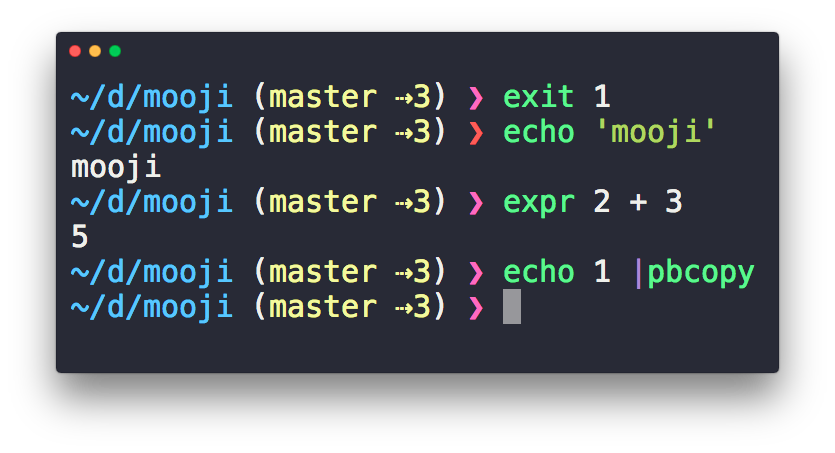 ~/d/mooji (master ⇢3) ❯ exit 1
~/d/mooji (master ⇢3) ❯ echo 'mooji'
mooji
~/d/mooji (master ⇢3) ❯ expr 2 + 3
5
~/d/mooji (master ⇢3) ❯ echo 1 |pbcopy
~/d/mooji (master ⇢3) ❯